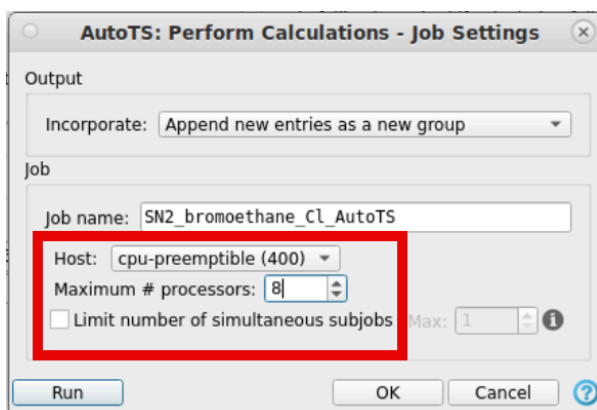 AutoTS: Perform Calculations - Job Settings
Output
Incorporate: Append new entries as a new group
Job
Job name: SN2_bromoethane_Cl_AutoTS
Host: cpu-preemptible (400)
Maximum # processors: 8
Limit number of simultaneous subjobs Max: 1
Run OK Cancel